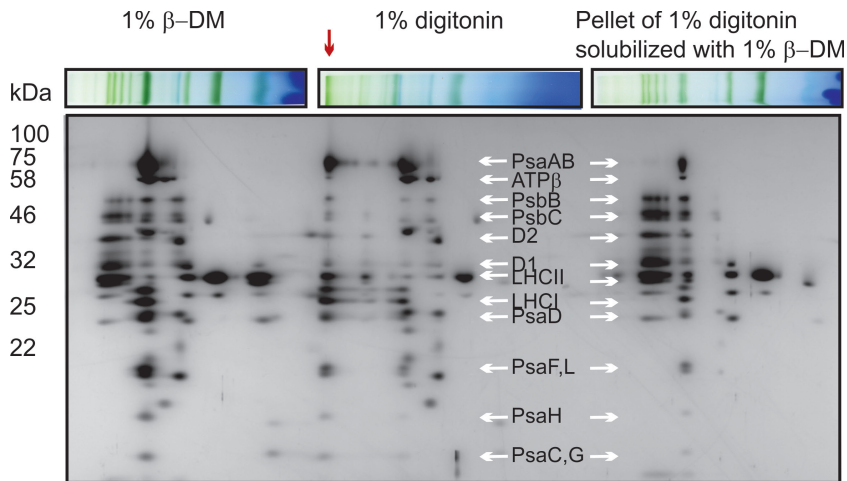 1% β–DM
1% digitonin
Pellet of 1% digitonin
solubilized with 1% β–DM
kDa
100
75
58
46
32
25
22
PsaAB
ATPβ
PsbB
PsbC
D2
D1
LHCII
LHCI
PsaD
PsaF,L
PsaH
PsaC,G